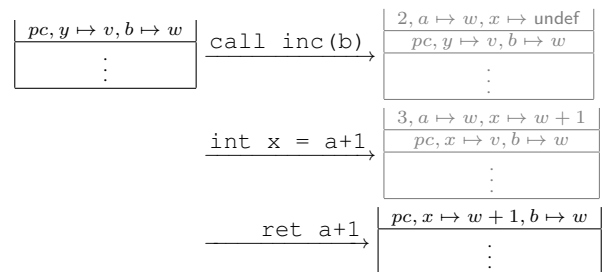 pc, y ↦ v, b ↦ w
⋮
call inc(b)
2, a ↦ w, x ↦ undef
pc, y ↦ v, b ↦ w
⋮
int x = a+1
3, a ↦ w, x ↦ w + 1
pc, x ↦ v, b ↦ w
⋮
ret a+1
pc, x ↦ w + 1, b ↦ w
⋮